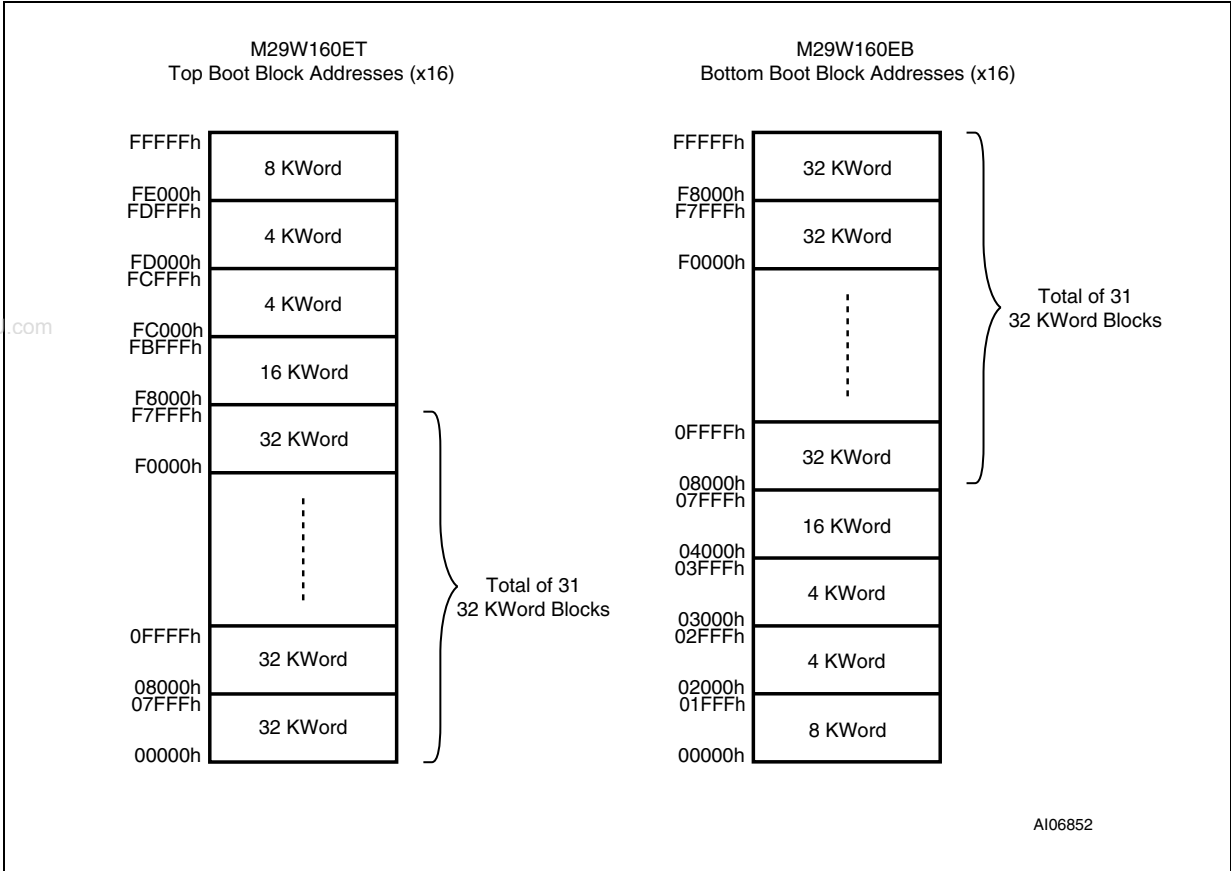 M29W160ET
Top Boot Block Addresses (x16)
FFFFFh
8 KWord
FE000h
FDFFFh
4 KWord
FD000h
FCFFFh
4 KWord
FC000h
FBFFFh
16 KWord
F8000h
F7FFFh
32 KWord
F0000h
Total of 31
32 KWord Blocks
0FFFFh
32 KWord
08000h
07FFFh
32 KWord
00000h
M29W160EB
Bottom Boot Block Addresses (x16)
FFFFFh
32 KWord
F8000h
F7FFFh
32 KWord
F0000h
Total of 31
32 KWord Blocks
0FFFFh
32 KWord
08000h
07FFFh
16 KWord
04000h
03FFFh
4 KWord
03000h
02FFFh
4 KWord
02000h
01FFFh
8 KWord
00000h
AI06852
.com